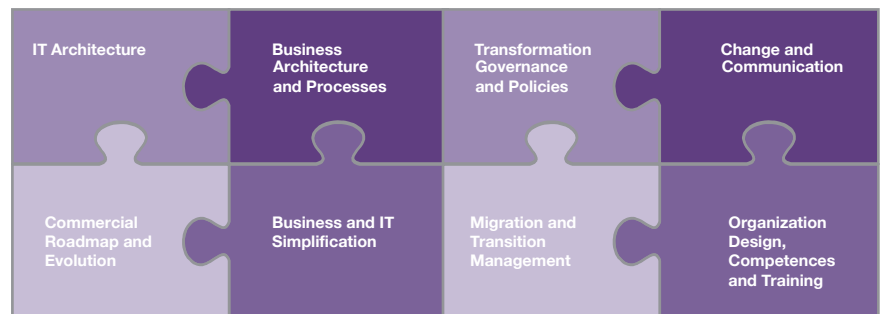 IT Architecture
Business
Architecture
and Processes
Transformation
Governance
and Policies
Change and
Communication
Commercial
Roadmap and
Evolution
Business and IT
Simplification
Migration and
Transition
Management
Organization
Design,
Competences
and Training